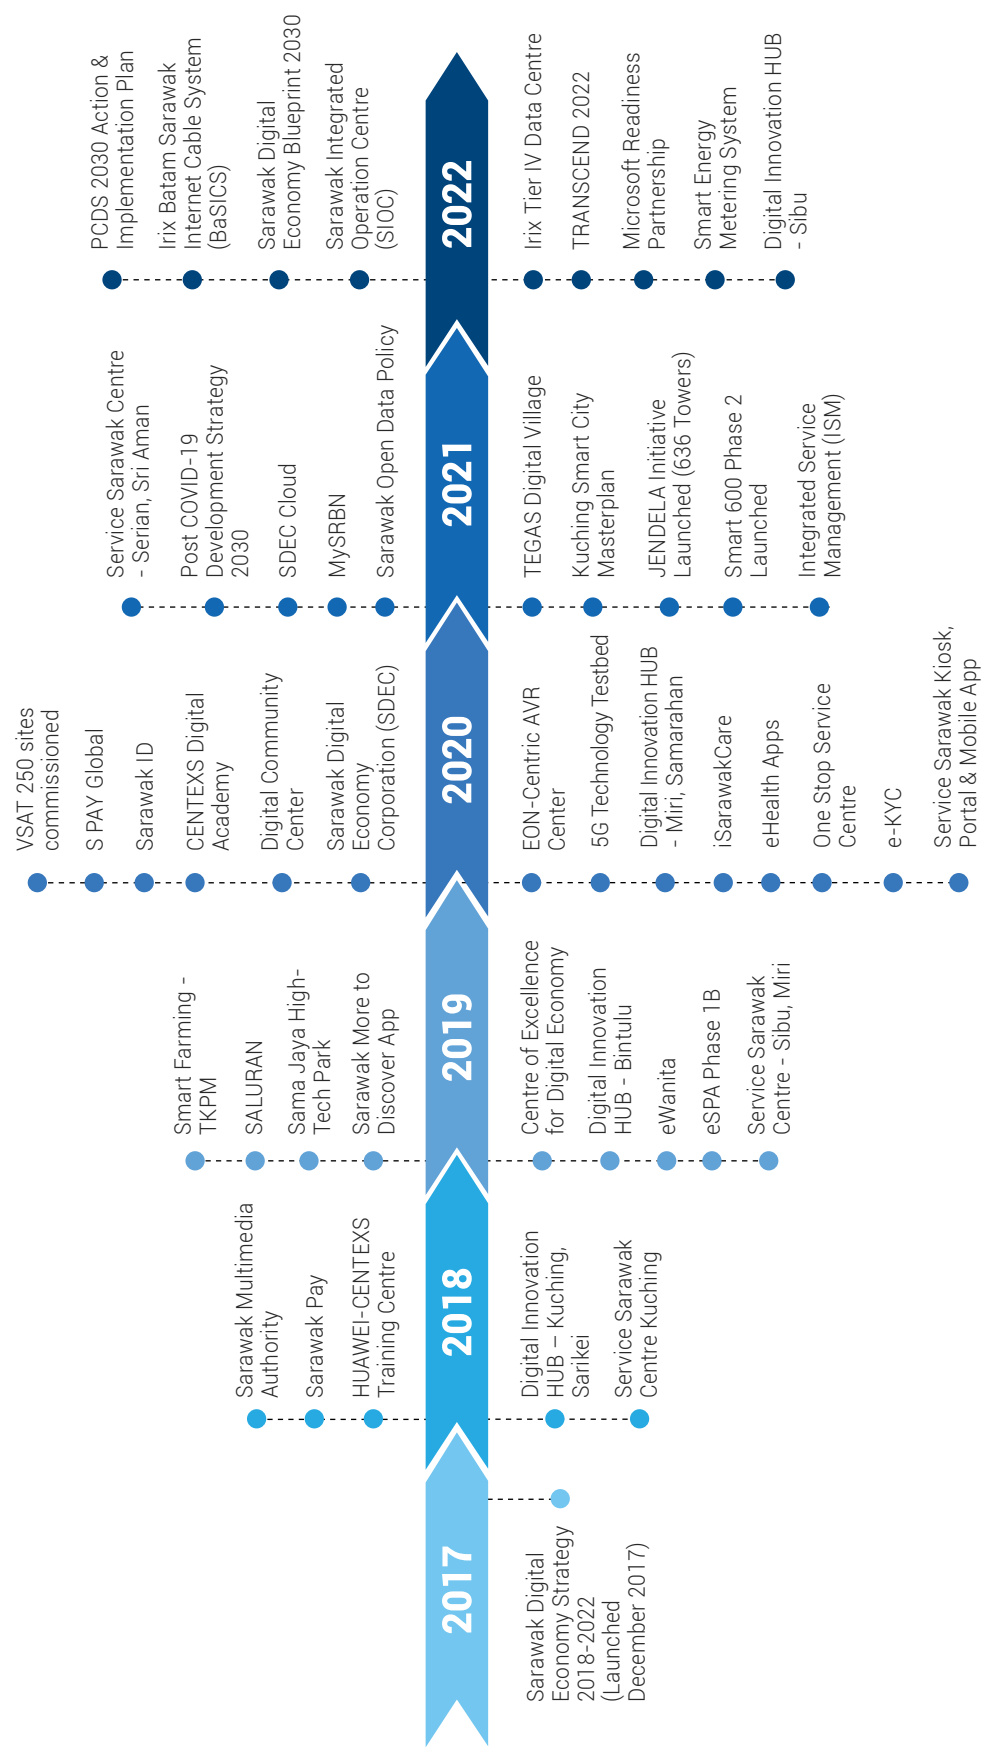 2017
Sarawak Digital
Economy Strategy
2018-2022
(Launched
December 2017)
2018
Sarawak Multimedia
Authority
Sarawak Pay
HUAWEI-CENTEXS
Training Centre
Digital Innovation
HUB – Kuching,
Sarikei
Service Sarawak
Centre Kuching
2019
Smart Farming -
TKPM
SALURAN
Sama Jaya High-
Tech Park
Sarawak More to
Discover App
Centre of Excellence
for Digital Economy
Digital Innovation
HUB - Bintulu
eWanita
eSPA Phase 1B
Service Sarawak
Centre - Sibu, Miri
2020
VSAT 250 sites
commissioned
S PAY Global
Sarawak ID
CENTEXS Digital
Academy
Digital Community
Center
Sarawak Digital
Economy
Corporation (SDEC)
EON-Centric AVR
Center
5G Technology Testbed
Digital Innovation HUB
- Miri, Samarahan
iSarawakCare
eHealth Apps
One Stop Service
Centre
e-KYC
Service Sarawak Kiosk,
Portal & Mobile App
2021
Service Sarawak Centre
- Serian, Sri Aman
Post COVID-19
Development Strategy
2030
SDEC Cloud
MySRBN
Sarawak Open Data Policy
TEGAS Digital Village
Kuching Smart City
Masterplan
JENDELA Initiative
Launched (636 Towers)
Smart 600 Phase 2
Launched
Integrated Service
Management (ISM)
2022
PCDS 2030 Action &
Implementation Plan
Irix Batam Sarawak
Internet Cable System
(BaSICS)
Sarawak Digital
Economy Blueprint 2030
Sarawak Integrated
Operation Centre
(SIOC)
Irix Tier IV Data Centre
TRANSCEND 2022
Microsoft Readiness
Partnership
Smart Energy
Metering System
Digital Innovation HUB
- Sibu